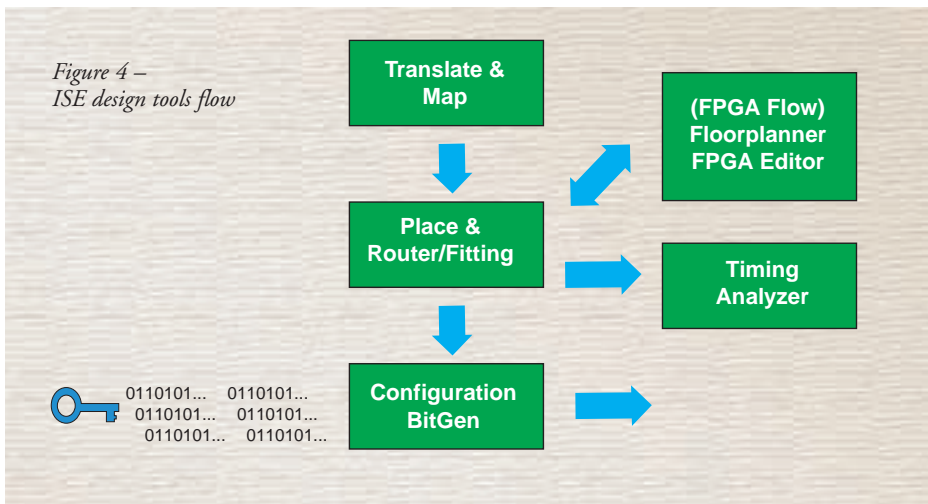 Figure 4 –
ISE design tools flow
Translate &
Map
(FPGA Flow)
Floorplanner
FPGA Editor
Place &
Router/Fitting
Timing
Analyzer
Configuration
BitGen
0110101... 0110101...
0110101... 0110101...
0110101... 0110101...